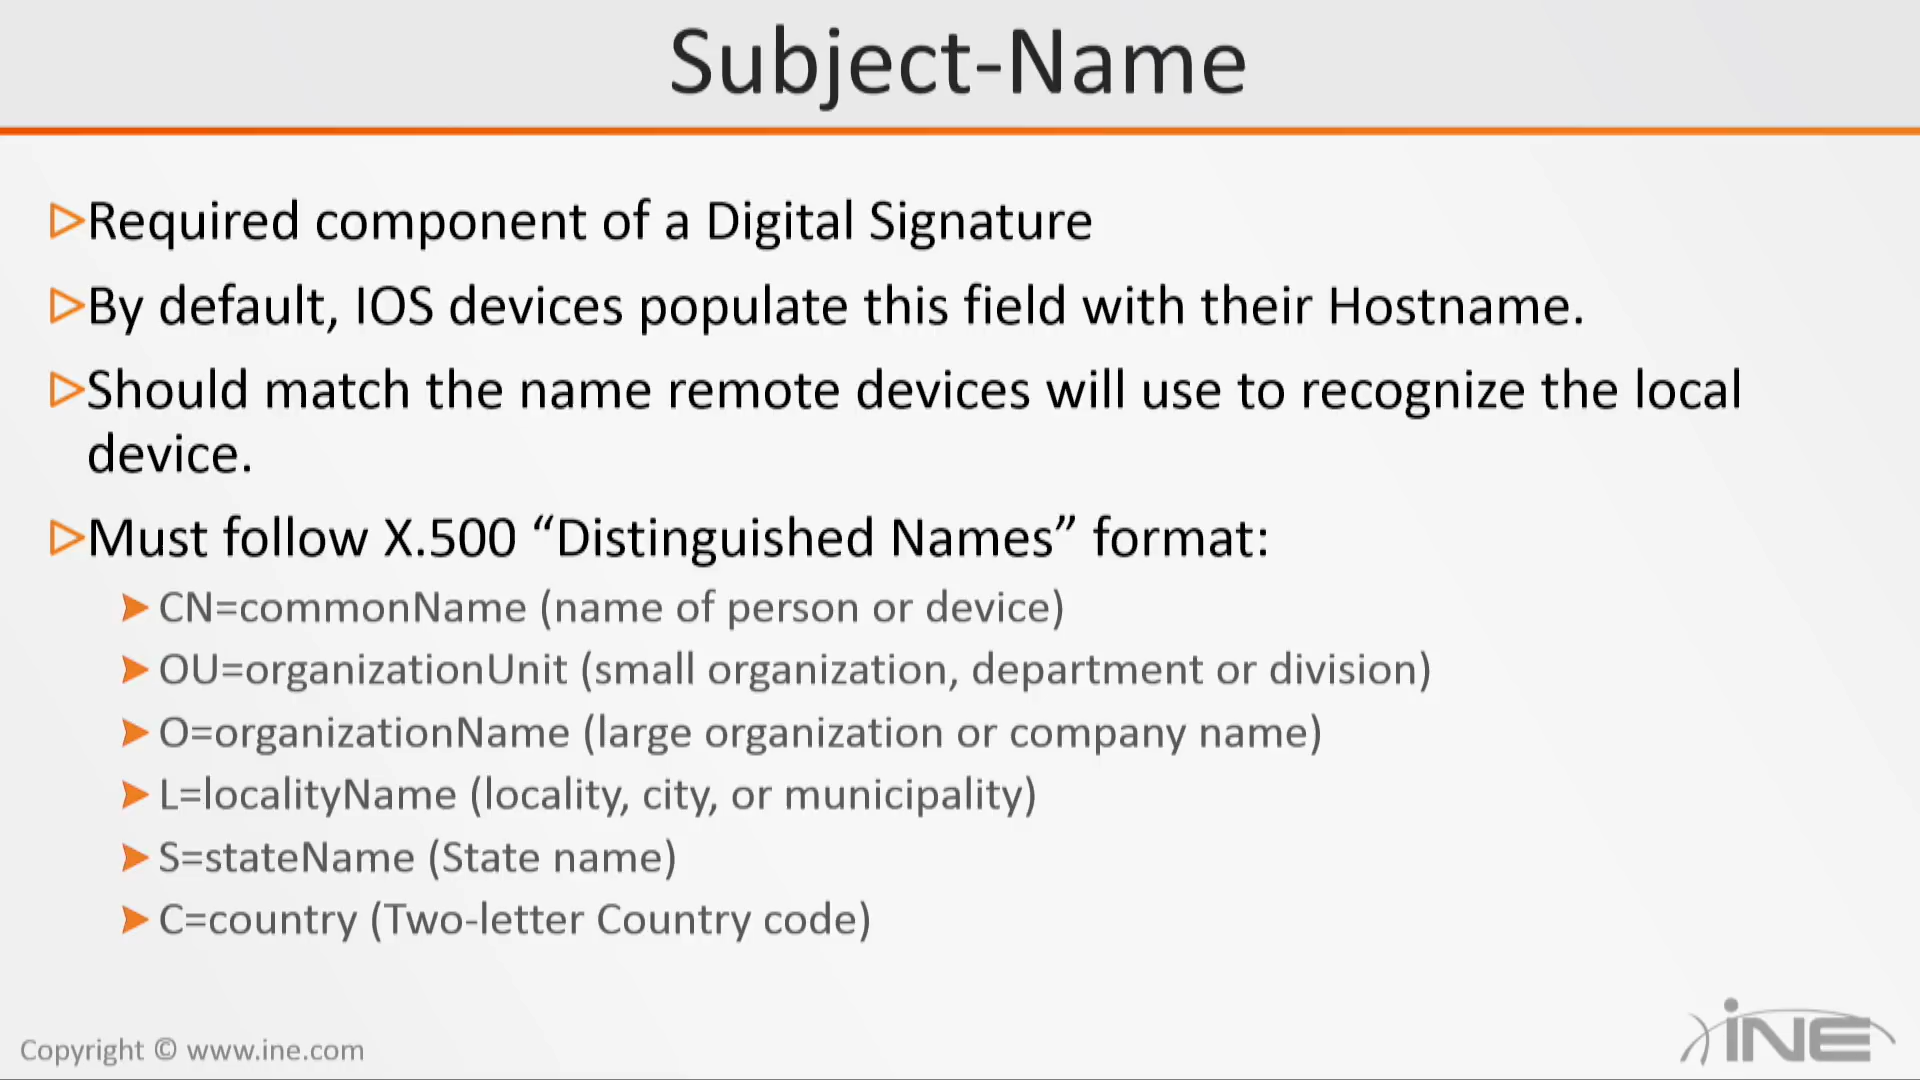 Subject-Name
Required component of a Digital Signature
By default, IOS devices populate this field with their Hostname.
Should match the name remote devices will use to recognize the local
device.
Must follow X.500 “Distinguished Names” format:
CN=commonName (name of person or device)
OU=organizationUnit (small organization, department or division)
O=organizationName (large organization or company name)
L=localityName (locality, city, or municipality)
S=stateName (State name)
C=country (Two-letter Country code)
Copyright © www.ine.com
iNE